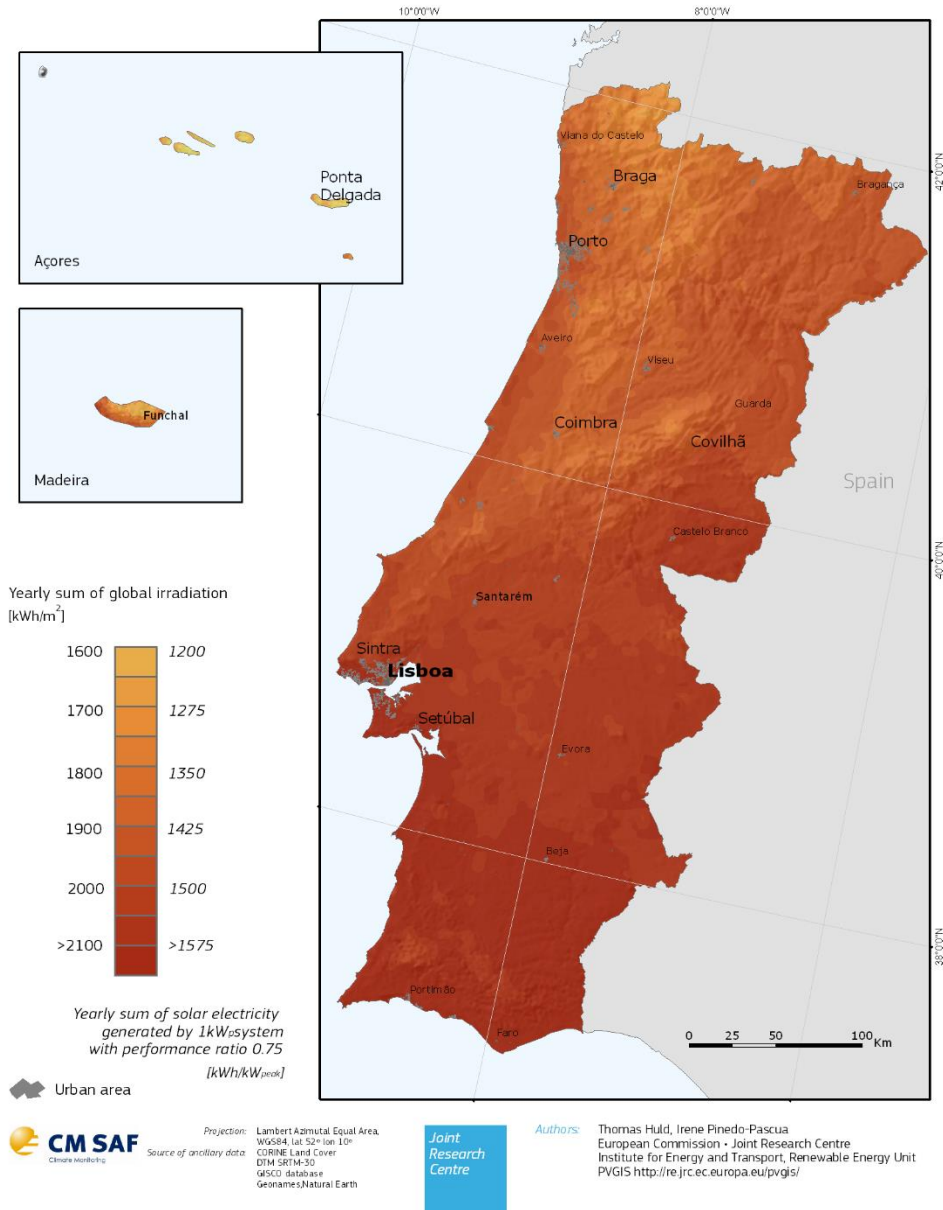 10°0'0"W
8°0'0"W
Ponta
Delgada
Açores
Funchal
Madeira
Viana do Castelo
Braga
Bragança
42°0'0"N
Porto
Aveiro
Viseu
Guarda
Coimbra
Covilhã
Spain
Castelo Branco
40°0'0"N
Santarém
Sintra
Lisboa
Setúbal
Evora
Beja
38°0'0"N
Portimão
Faro
0 25 50 100 Km
Yearly sum of global irradiation
[kWh/m²]
1600 1200
1700 1275
1800 1350
1900 1425
2000 1500
>2100 >1575
Yearly sum of solar electricity
generated by 1kWpsystem
with performance ratio 0.75
[kWh/kWpeak]
Urban area
CM SAF
Climate Monitoring
Projection: Lambert Azimutal Equal Area,
WGS84, lat 52º lon 10º
Source of ancillary data: CORINE Land Cover
DTM SRTM-30
GISCO database
Geonames,Natural Earth
Joint
Research
Centre
Authors: Thomas Huld, Irene Pinedo-Pascua
European Commission • Joint Research Centre
Institute for Energy and Transport, Renewable Energy Unit
PVGIS http://re.jrc.ec.europa.eu/pvgis/